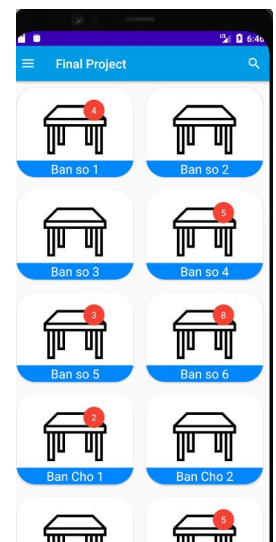 6:46
Final Project
4
Ban so 1
Ban so 2
Ban so 3
5
Ban so 4
3
Ban so 5
8
Ban so 6
2
Ban Cho 1
Ban Cho 2
5